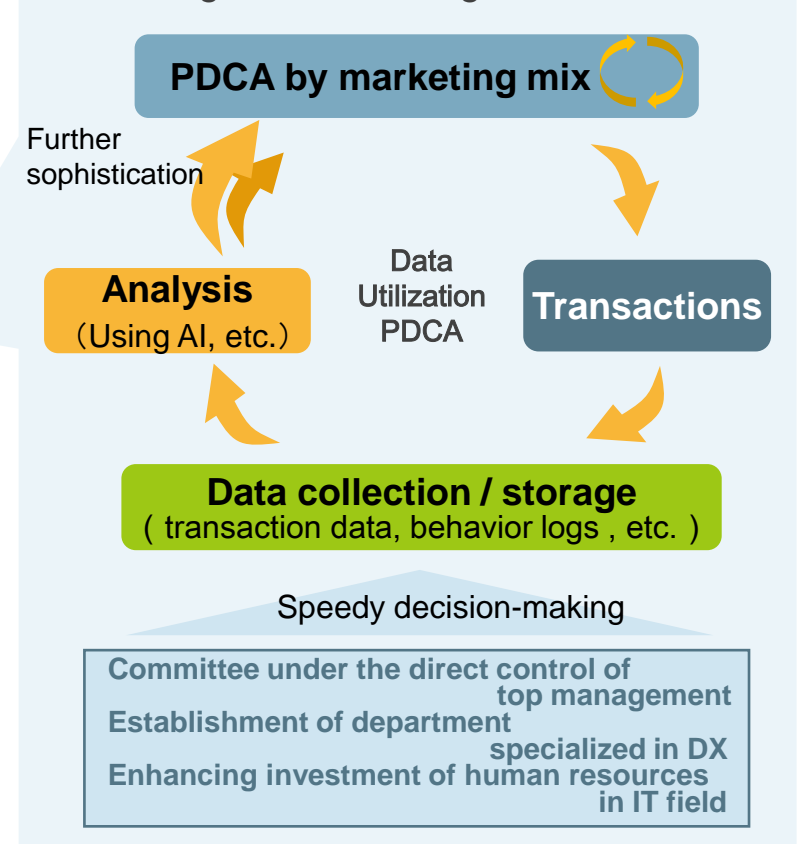 PDCA by marketing mix
Further
sophistication
Analysis
（Using AI, etc.）
Data
Utilization
PDCA
Transactions
Data collection / storage
( transaction data, behavior logs , etc. )
Speedy decision-making
Committee under the direct control of
top management
Establishment of department
specialized in DX
Enhancing investment of human resources
in IT field